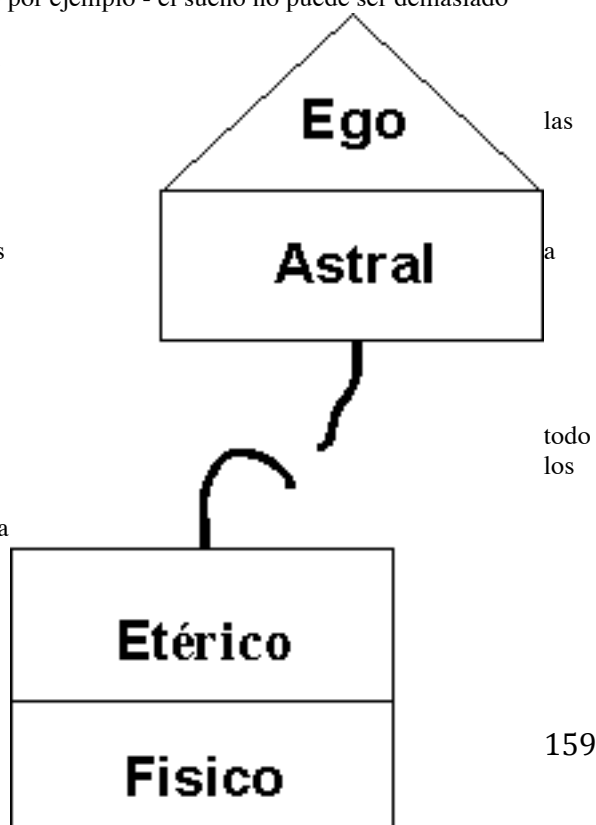 por ejemplo - el sueño no puede ser demasiado
Ego
las
s
Astral
a
todo
los
a
Etérico
159
Fisico